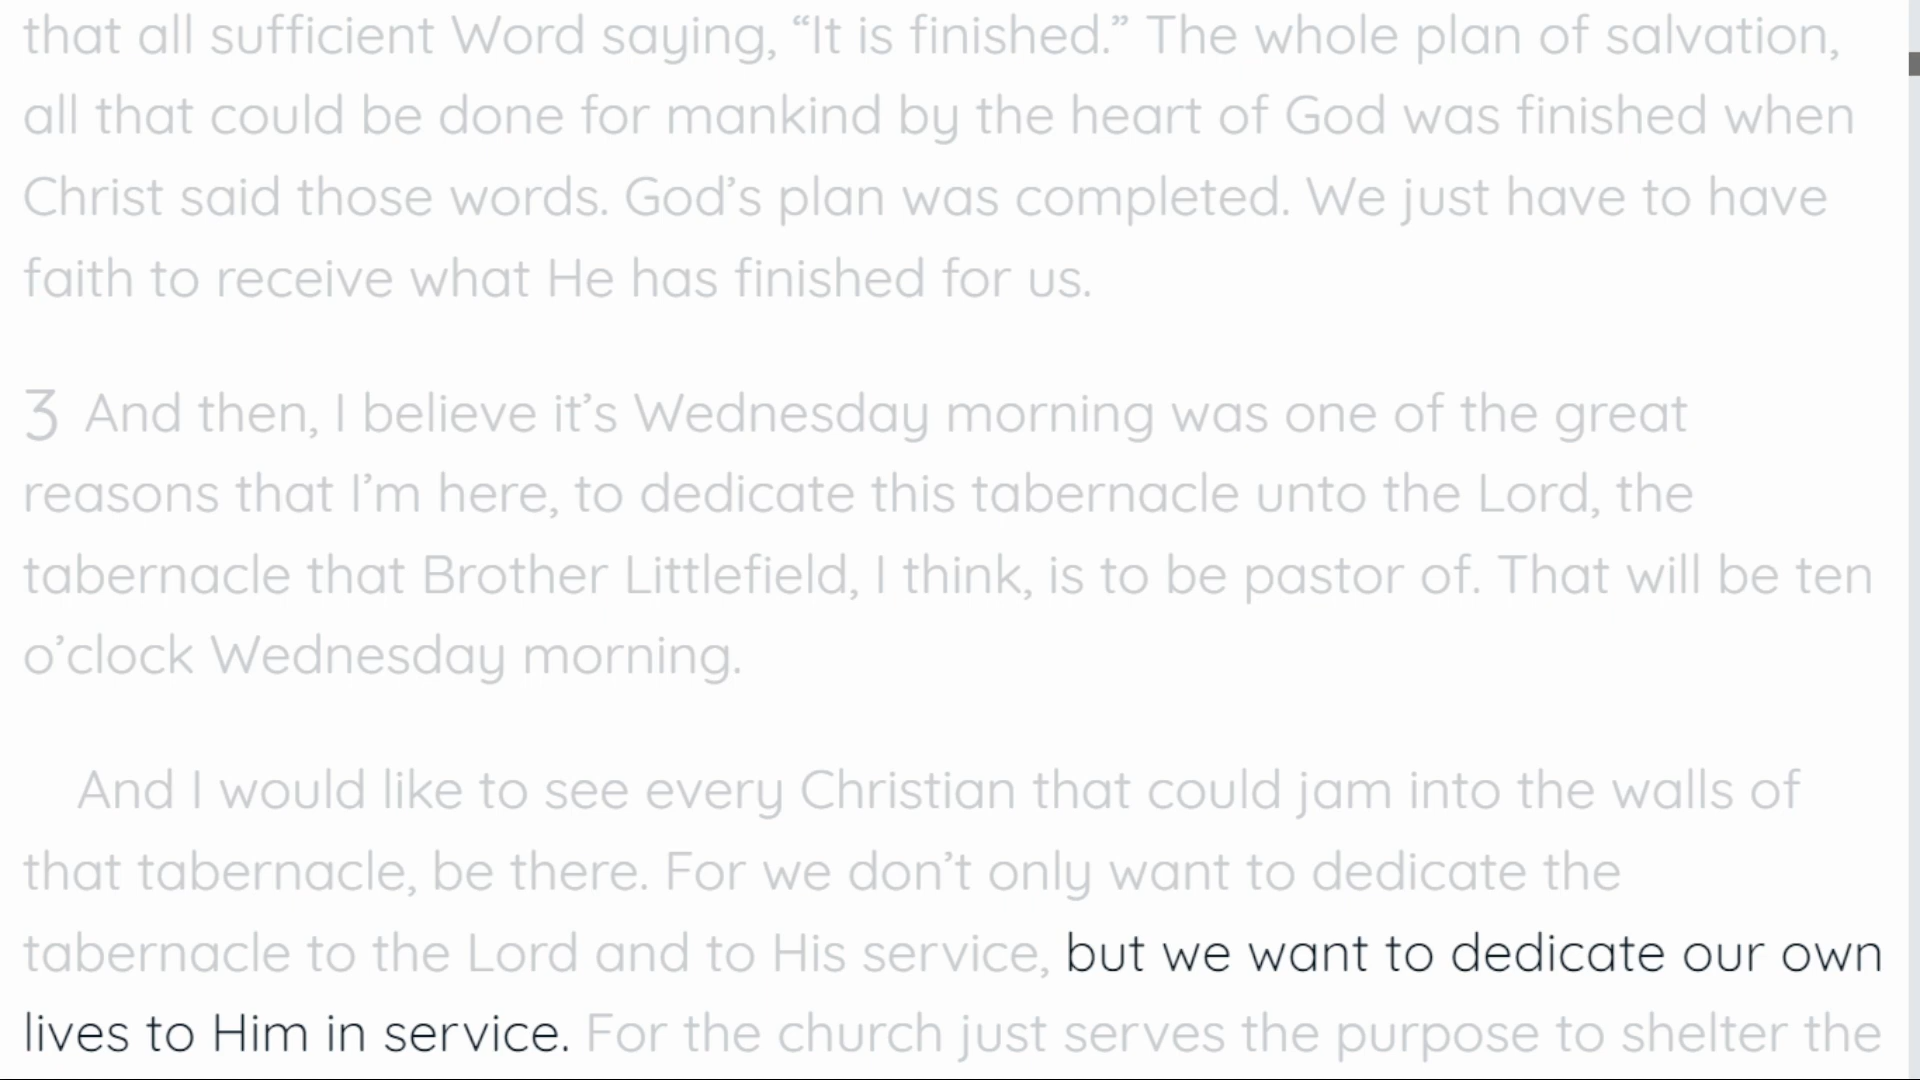 that all sufficient Word saying, “It is finished.” The whole plan of salvation,
all that could be done for mankind by the heart of God was finished when
Christ said those words. God’s plan was completed. We just have to have
faith to receive what He has finished for us.
3 And then, I believe it’s Wednesday morning was one of the great
reasons that I’m here, to dedicate this tabernacle unto the Lord, the
tabernacle that Brother Littlefield, I think, is to be pastor of. That will be ten
o’clock Wednesday morning.
And I would like to see every Christian that could jam into the walls of
that tabernacle, be there. For we don’t only want to dedicate the
tabernacle to the Lord and to His service, but we want to dedicate our own
lives to Him in service. For the church just serves the purpose to shelter the